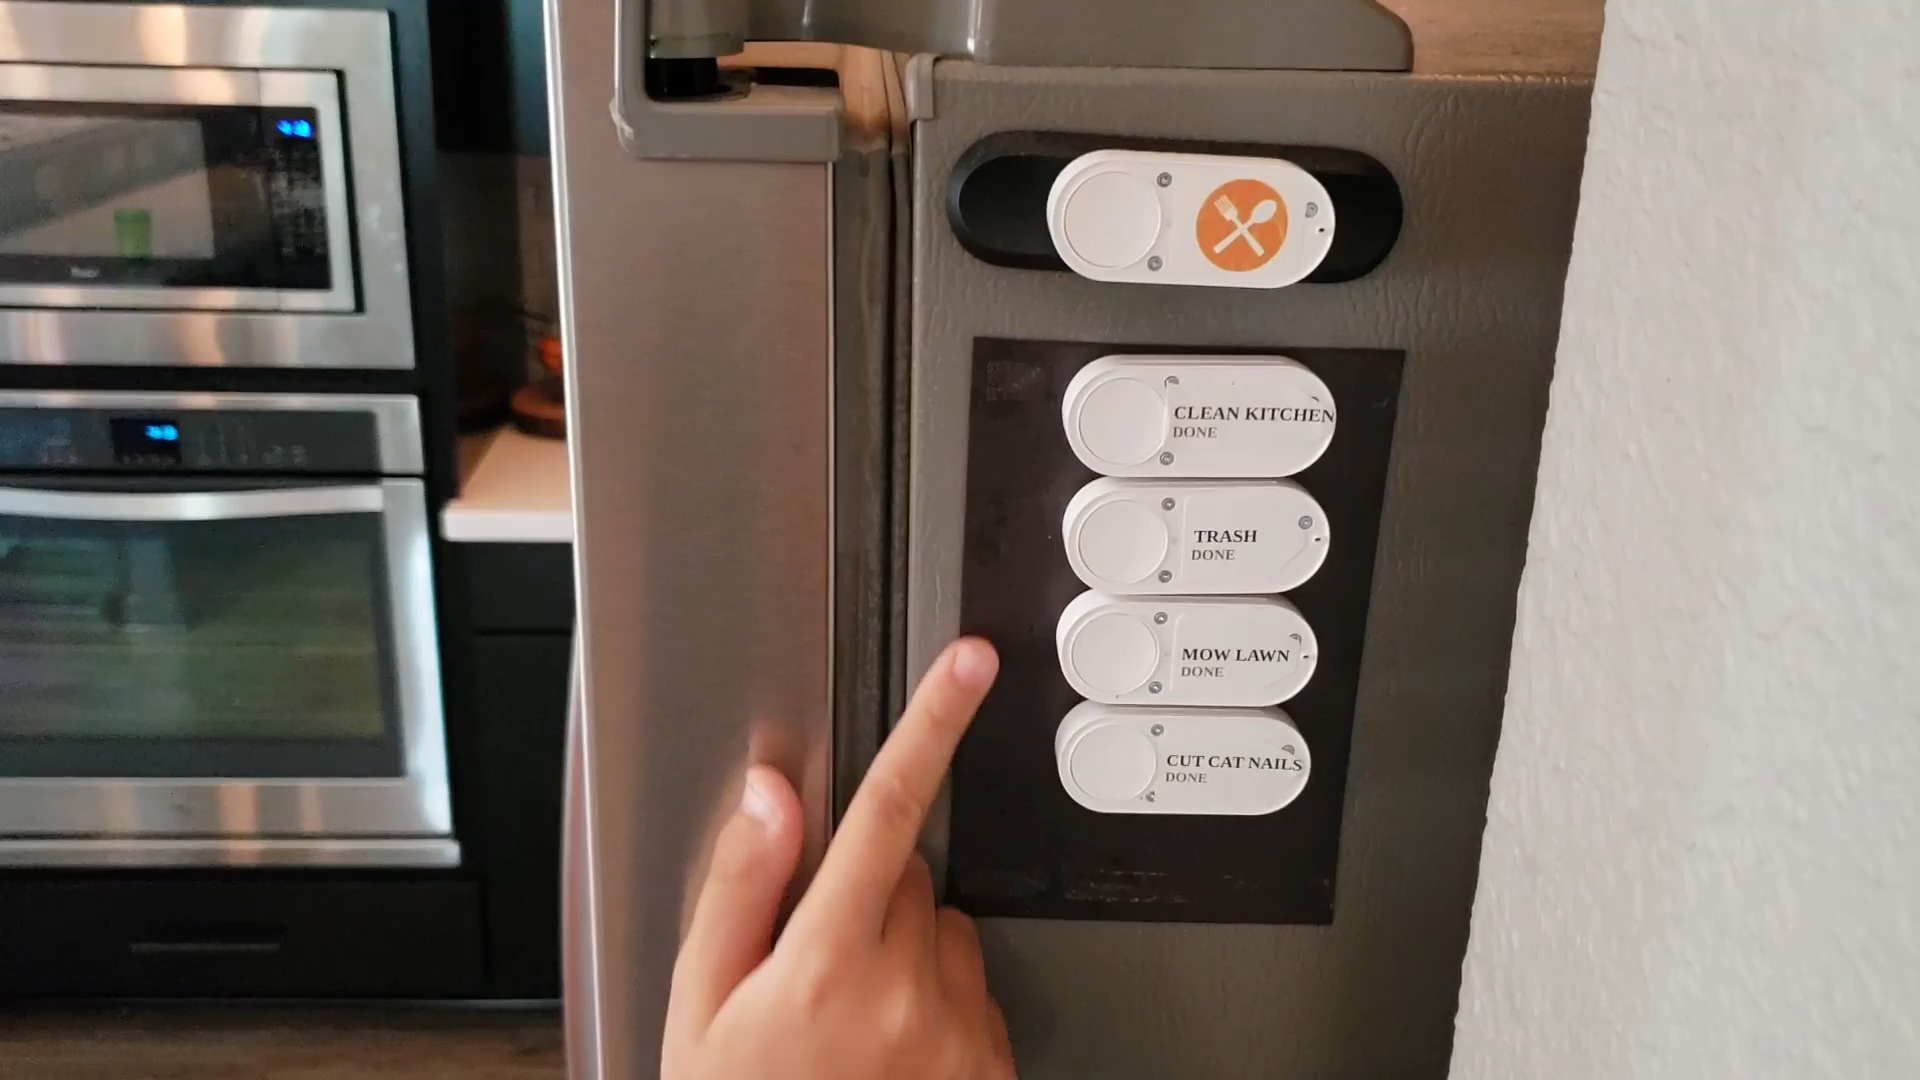 CLEAN KITCHEN
DONE
TRASH
DONE
MOW LAWN
DONE
CUT CAT NAILS
DONE